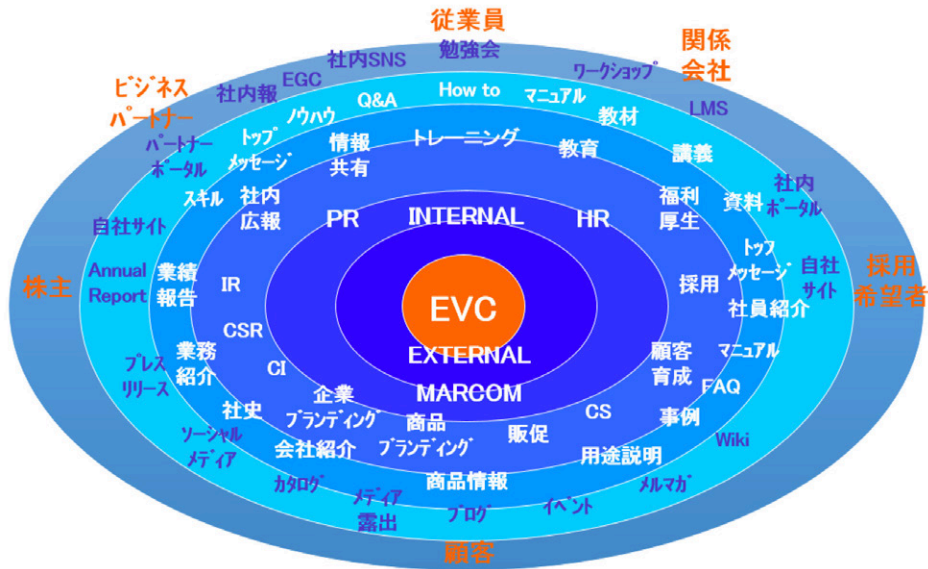 従業員
勉強会
関係
会社
社内SNS
ワークショップ
ビジネス
パートナー
社内報
EGC
Q&A
How to
マニュアル
LMS
パートナー
ポータル
トップ
メッセージ
ノウハウ
情報
共有
トレーニング
教育
教材
講義
スキル
社内
広報
PR
INTERNAL
HR
福利
厚生
資料
社内
ポータル
自社サイト
トップ
メッセージ
株主
Annual
Report
業績
報告
IR
EVC
採用
社員紹介
自社
サイト
採用
希望者
CSR
EXTERNAL
プレス
リリース
業務
紹介
CI
MARCOM
顧客
育成
マニュアル
FAQ
社史
企業
ブランディング
商品
ブランディング
販促
CS
事例
ソーシャル
メディア
会社紹介
用途説明
Wiki
カタログ
メディア
露出
商品情報
ブログ
イベント
メルマガ
顧客